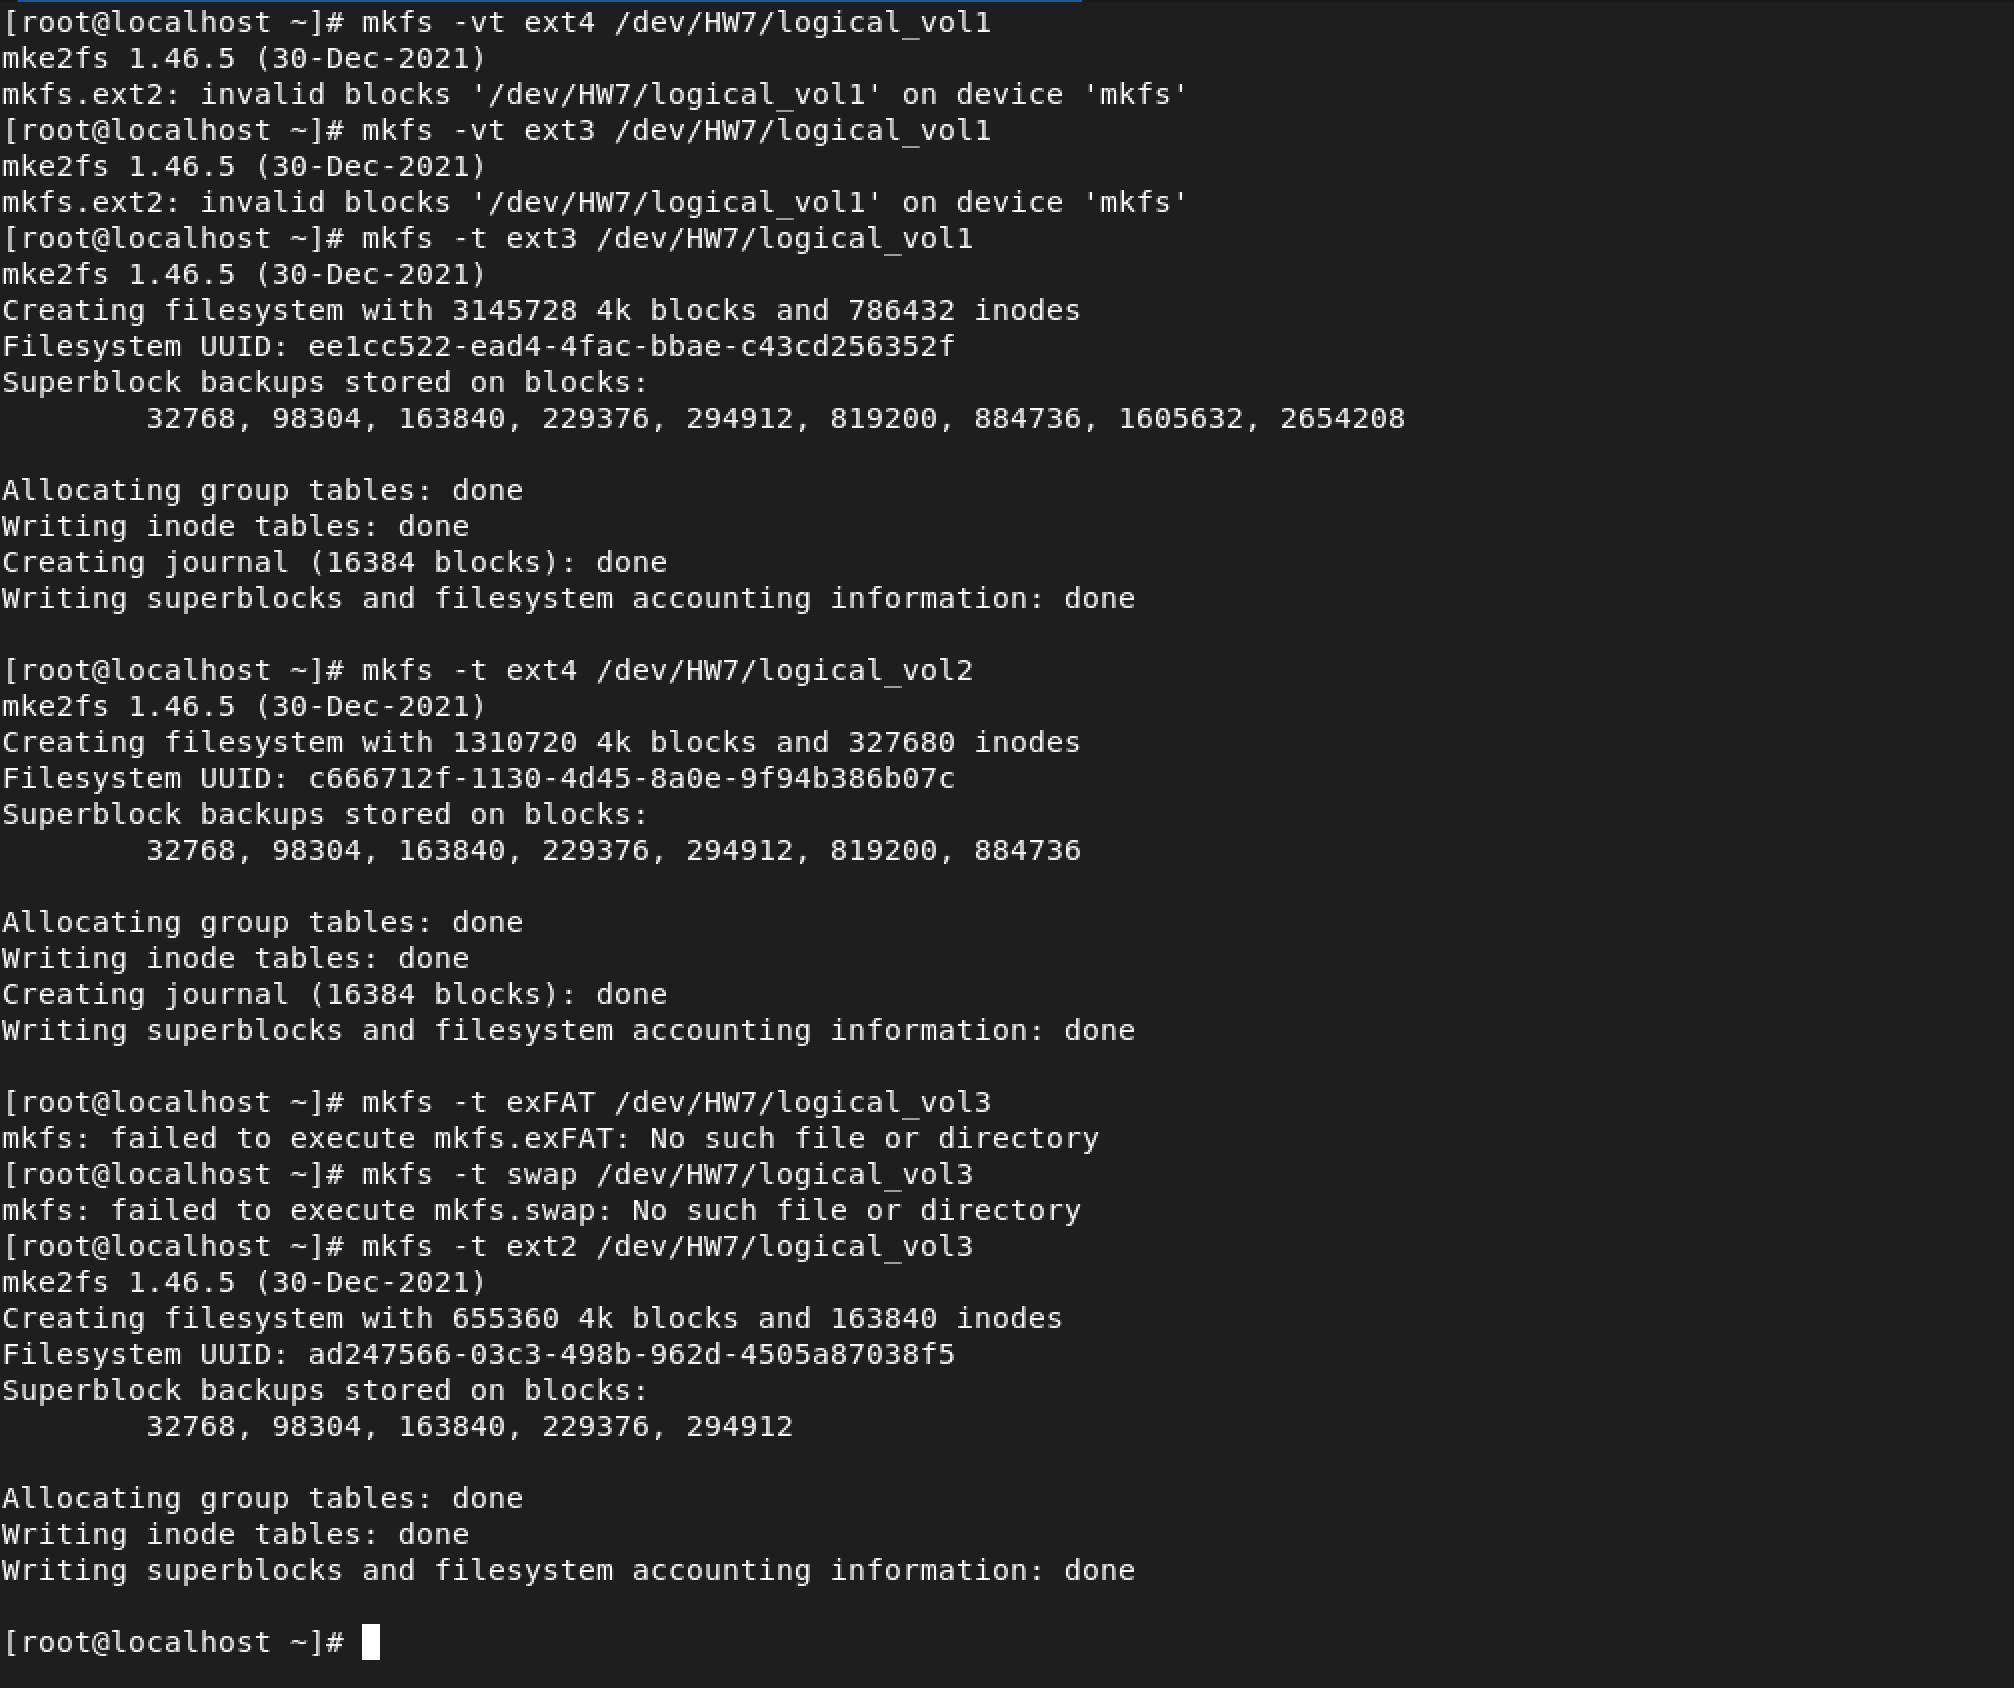 [root@localhost ~]# mkfs -vt ext4 /dev/HW7/logical_vol1
mke2fs 1.46.5 (30-Dec-2021)
mkfs.ext2: invalid blocks '/dev/HW7/logical_vol1' on device 'mkfs'
[root@localhost ~]# mkfs -vt ext3 /dev/HW7/logical_vol1
mke2fs 1.46.5 (30-Dec-2021)
mkfs.ext2: invalid blocks '/dev/HW7/logical_vol1' on device 'mkfs'
[root@localhost ~]# mkfs -t ext3 /dev/HW7/logical_vol1
mke2fs 1.46.5 (30-Dec-2021)
Creating filesystem with 3145728 4k blocks and 786432 inodes
Filesystem UUID: ee1cc522-ead4-4fac-bbae-c43cd256352f
Superblock backups stored on blocks:
        32768, 98304, 163840, 229376, 294912, 819200, 884736, 1605632, 2654208
Allocating group tables: done
Writing inode tables: done
Creating journal (16384 blocks): done
Writing superblocks and filesystem accounting information: done
[root@localhost ~]# mkfs -t ext4 /dev/HW7/logical_vol2
mke2fs 1.46.5 (30-Dec-2021)
Creating filesystem with 1310720 4k blocks and 327680 inodes
Filesystem UUID: c666712f-1130-4d45-8a0e-9f94b386b07c
Superblock backups stored on blocks:
        32768, 98304, 163840, 229376, 294912, 819200, 884736
Allocating group tables: done
Writing inode tables: done
Creating journal (16384 blocks): done
Writing superblocks and filesystem accounting information: done
[root@localhost ~]# mkfs -t exFAT /dev/HW7/logical_vol3
mkfs: failed to execute mkfs.exFAT: No such file or directory
[root@localhost ~]# mkfs -t swap /dev/HW7/logical_vol3
mkfs: failed to execute mkfs.swap: No such file or directory
[root@localhost ~]# mkfs -t ext2 /dev/HW7/logical_vol3
mke2fs 1.46.5 (30-Dec-2021)
Creating filesystem with 655360 4k blocks and 163840 inodes
Filesystem UUID: ad247566-03c3-498b-962d-4505a87038f5
Superblock backups stored on blocks:
        32768, 98304, 163840, 229376, 294912
Allocating group tables: done
Writing inode tables: done
Writing superblocks and filesystem accounting information: done
[root@localhost ~]#